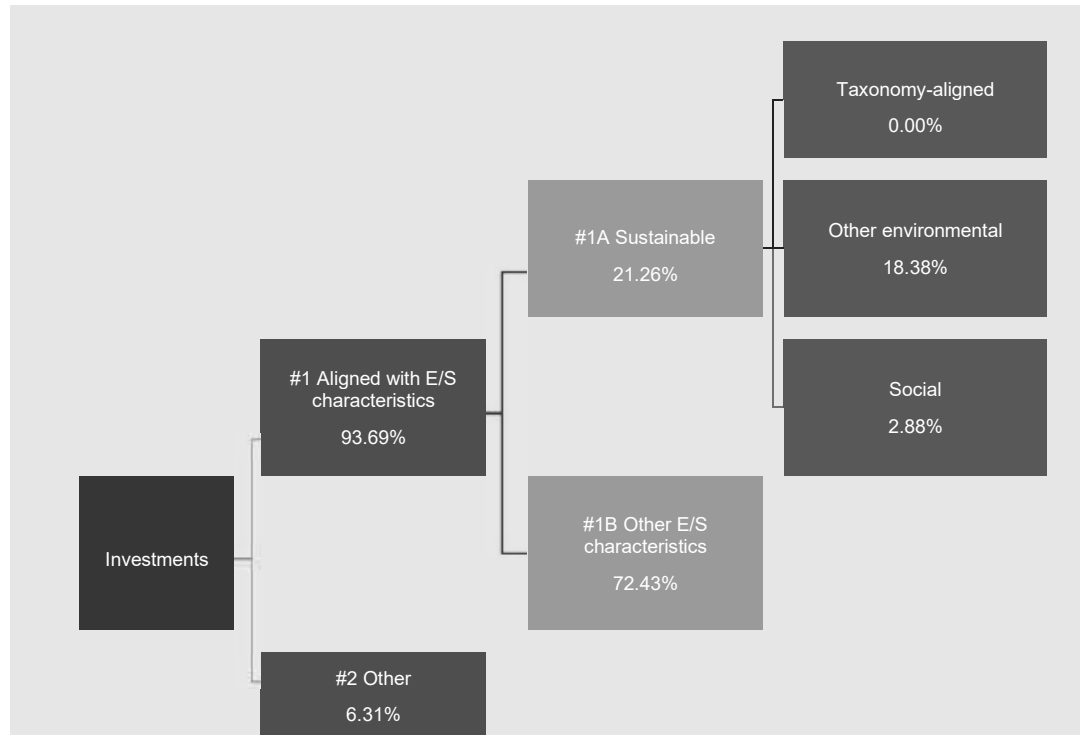 Taxonomy-aligned
0.00%
#1A Sustainable
21.26%
Other environmental
18.38%
#1 Aligned with E/S
characteristics
93.69%
Social
2.88%
Investments
#1B Other E/S
characteristics
72.43%
#2 Other
6.31%